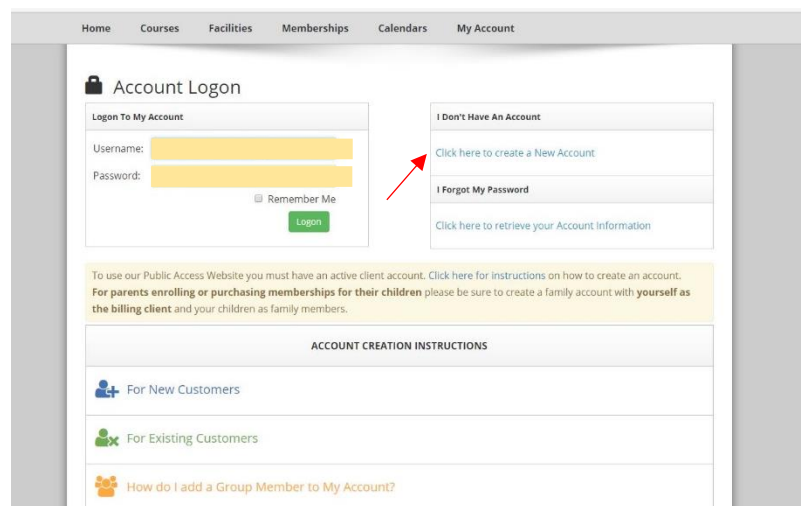 Home Courses Facilities Memberships Calendars My Account
Account Logon
Logon To My Account
Username:
Password:
Remember Me
Logon
I Don't Have An Account
Click here to create a New Account
I Forgot My Password
Click here to retrieve your Account Information
To use our Public Access Website you must have an active client account. Click here for instructions on how to create an account.
For parents enrolling or purchasing memberships for their children please be sure to create a family account with yourself as
the billing client and your children as family members.
ACCOUNT CREATION INSTRUCTIONS
For New Customers
For Existing Customers
How do I add a Group Member to My Account?